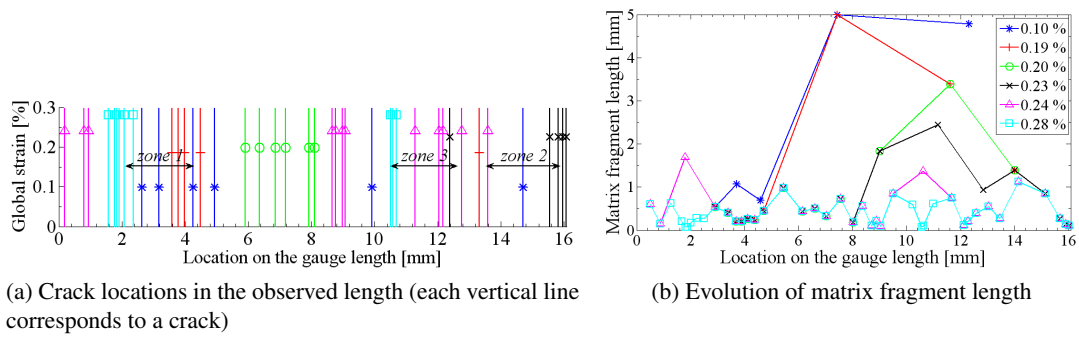 Global strain [%]
0.3
0.2
0.1
0
zone 1
zone 3
zone 2
0 2 4 6 8 10 12 14 16
Location on the gauge length [mm]
(a) Crack locations in the observed length (each vertical line
corresponds to a crack)
Matrix fragment length [mm]
5
4
3
2
1
0
0.10 %
0.19 %
0.20 %
0.23 %
0.24 %
0.28 %
0 2 4 6 8 10 12 14 16
Location on the gauge length [mm]
(b) Evolution of matrix fragment length